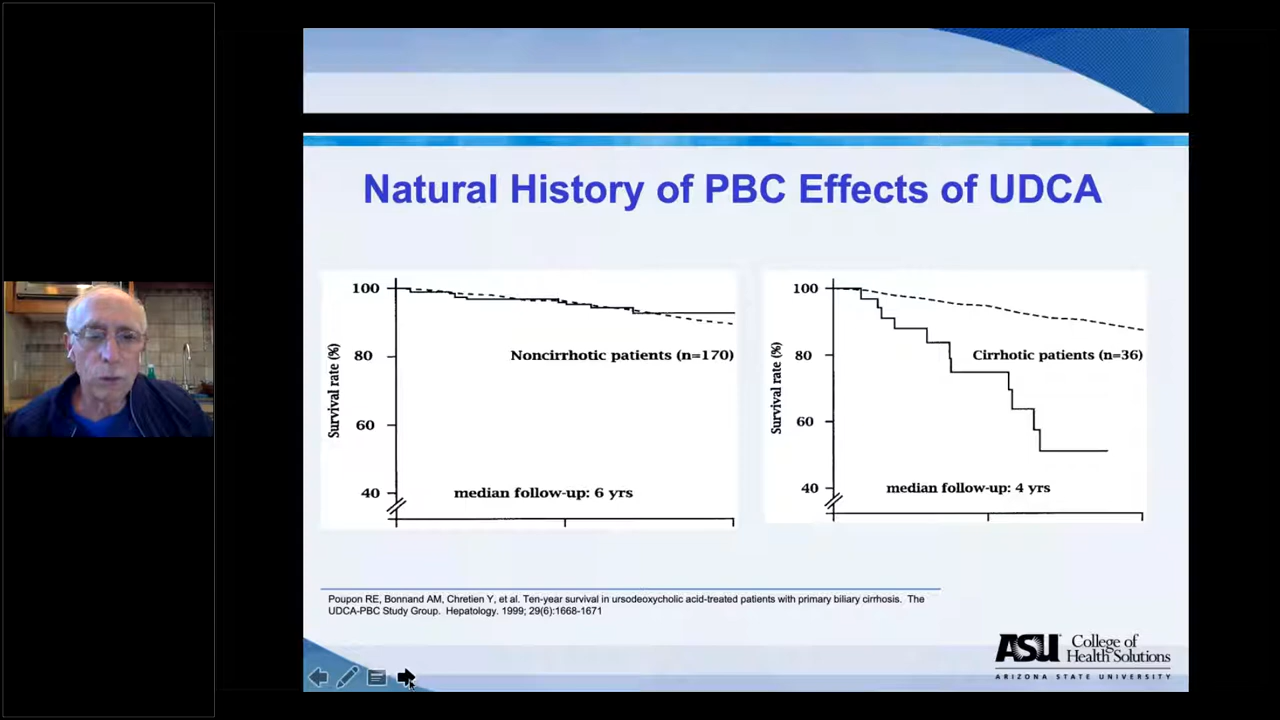 Natural History of PBC Effects of UDCA
100
80
60
40
Survival rate (%)
Noncirrhotic patients (n=170)
median follow-up: 6 yrs
100
80
60
40
Survival rate (%)
Cirrhotic patients (n=36)
median follow-up: 4 yrs
Poupon RE, Bonnand AM, Chretien Y, et al. Ten-year survival in ursodeoxycholic acid-treated patients with primary biliary cirrhosis. The
UDCA-PBC Study Group. Hepatology. 1999; 29(6):1668-1671
ASU College of
Health Solutions
ARIZONA STATE UNIVERSITY